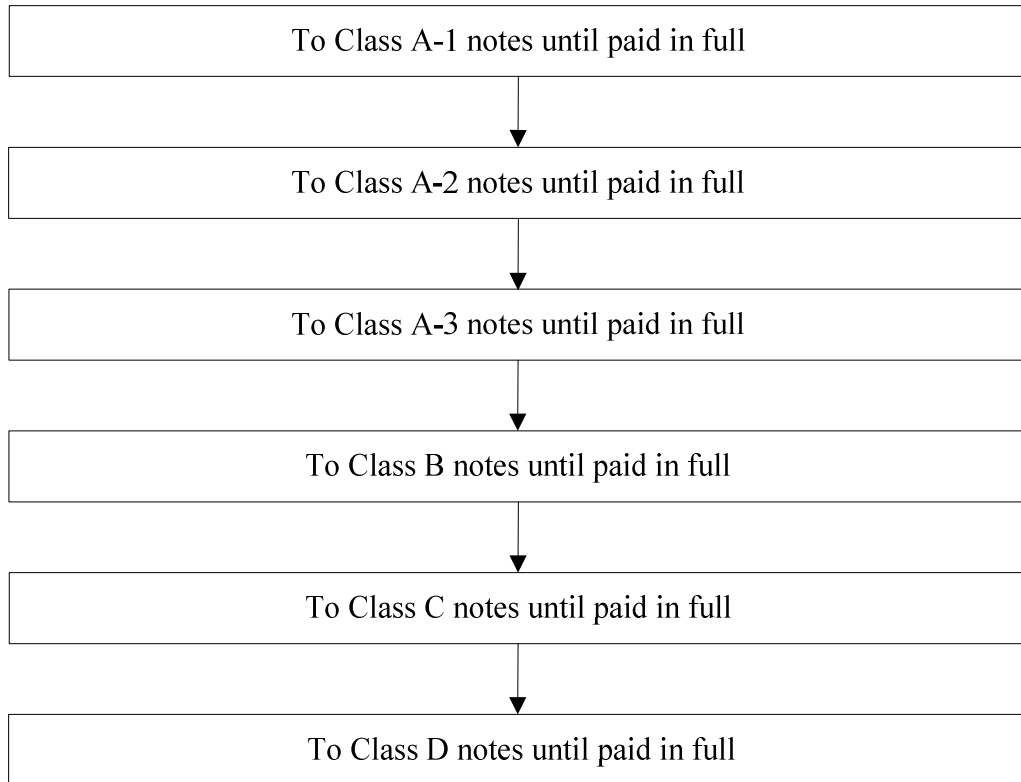 To Class A-1 notes until paid in full
To Class A-2 notes until paid in full
To Class A-3 notes until paid in full
To Class B notes until paid in full
To Class C notes until paid in full
To Class D notes until paid in full